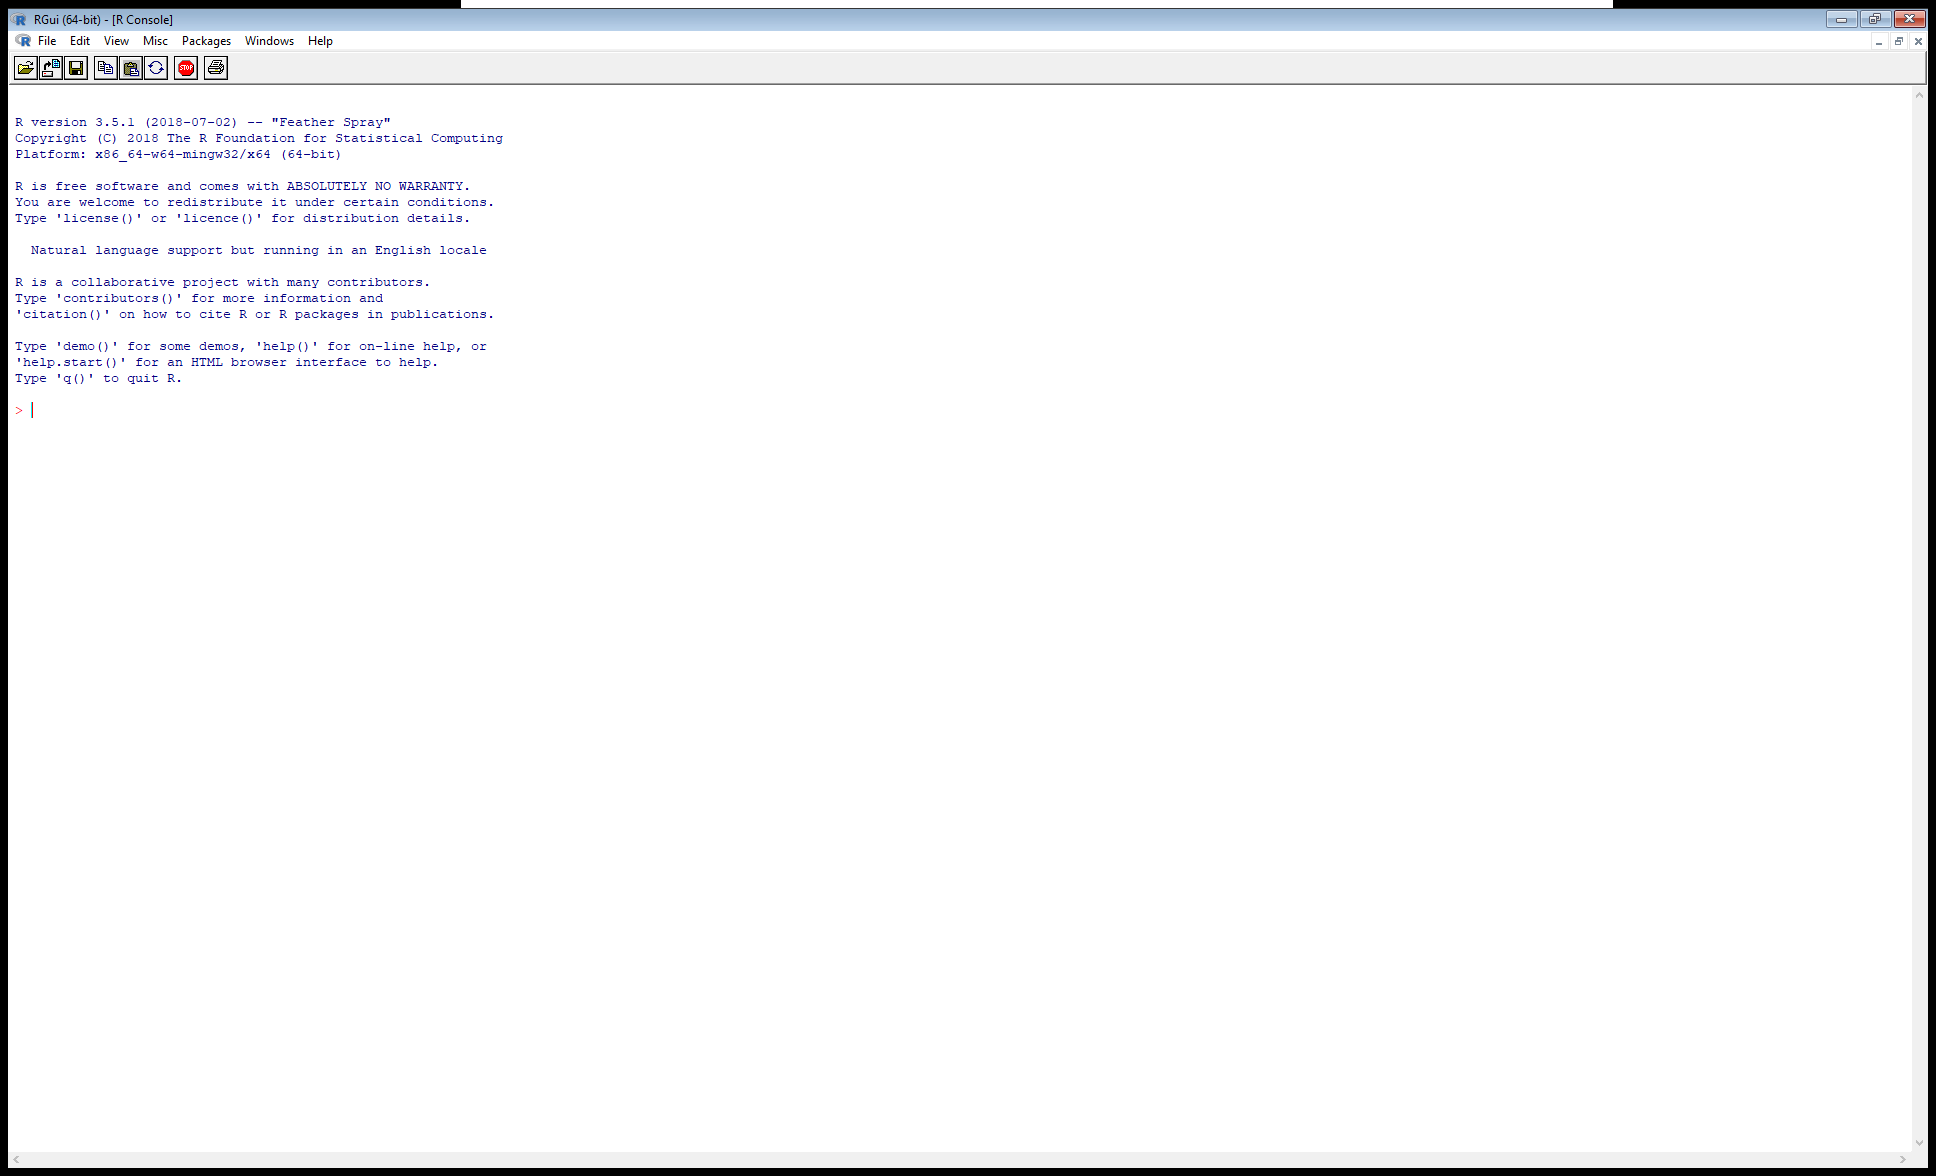 RGui (64-bit) - [R Console]
File Edit View Misc Packages Windows Help
STOP
R version 3.5.1 (2018-07-02) -- "Feather Spray"
Copyright (C) 2018 The R Foundation for Statistical Computing
Platform: x86_64-w64-mingw32/x64 (64-bit)
R is free software and comes with ABSOLUTELY NO WARRANTY.
You are welcome to redistribute it under certain conditions.
Type 'license()' or 'licence()' for distribution details.
Natural language support but running in an English locale
R is a collaborative project with many contributors.
Type 'contributors()' for more information and
'citation()' on how to cite R or R packages in publications.
Type 'demo()' for some demos, 'help()' for on-line help, or
'help.start()' for an HTML browser interface to help.
Type 'q()' to quit R.
>